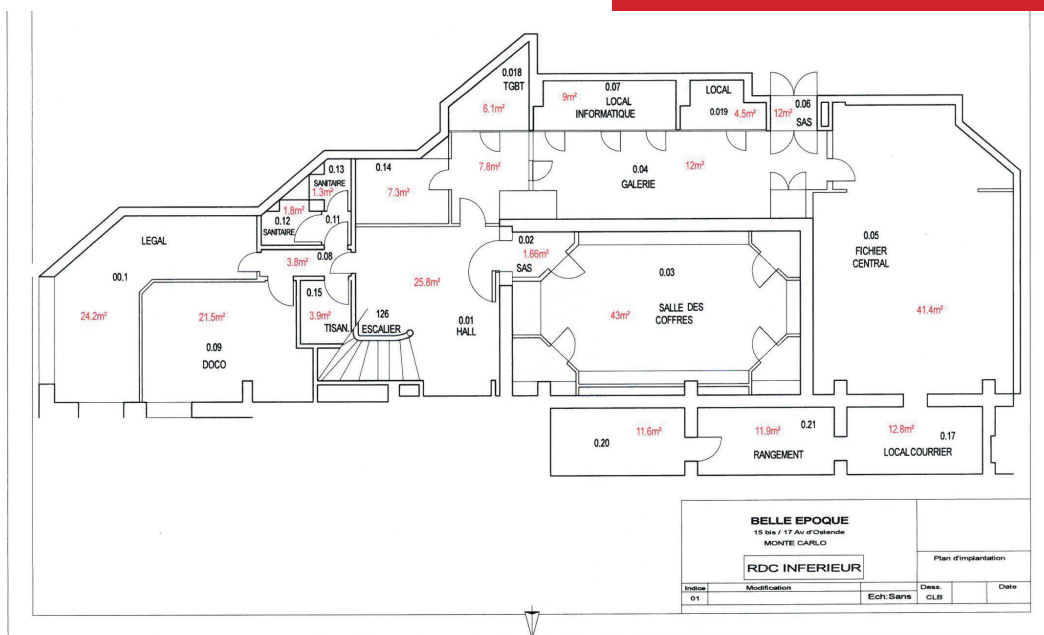 0.018
TGBT
6.1m²
0.07
9m²
LOCAL
INFORMATIQUE
LOCAL
0.019
4.5m²
0.06
12m²
SAS
0.13
SANITAIRE
1.3m²
0.14
7.3m²
7.8m²
0.04
GALERIE
12m²
1.8m²
0.12
SANITAIRE
0.11
LEGAL
00.1
24.2m²
0.08
3.8m²
0.02
1.66m²
SAS
0.03
43m²
SALLE DES
COFFRES
0.05
FICHIER
CENTRAL
41.4m²
25.8m²
0.15
3.9m²
TISAN.
126
ESCALIER
0.01
HALL
21.5m²
0.09
DOCO
0.20
11.6m²
11.9m²
0.21
RANGEMENT
12.8m²
0.17
LOCAL COURRIER
BELLE EPOQUE
15 bis / 17 Av d'Ostende
MONTE CARLO
RDC INFERIEUR
Plan d'implantation
Indice
Modification
Ech:Sans
Dess.
Date
01
CLB